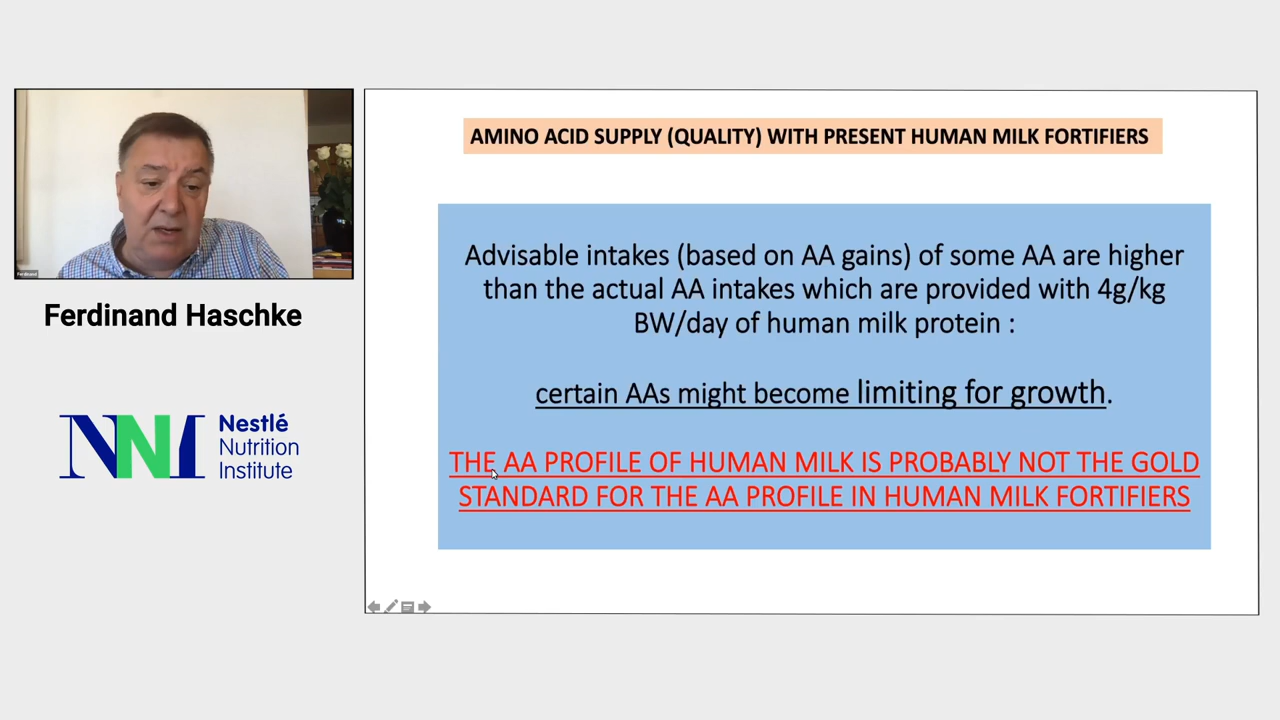 AMINO ACID SUPPLY (QUALITY) WITH PRESENT HUMAN MILK FORTIFIERS
Advisable intakes (based on AA gains) of some AA are higher
than the actual AA intakes which are provided with 4g/kg
BW/day of human milk protein :
certain AAs might become limiting for growth.
THE AA PROFILE OF HUMAN MILK IS PROBABLY NOT THE GOLD
STANDARD FOR THE AA PROFILE IN HUMAN MILK FORTIFIERS
Ferdinand
Ferdinand Haschke
NNI
Nestlé
Nutrition
Institute